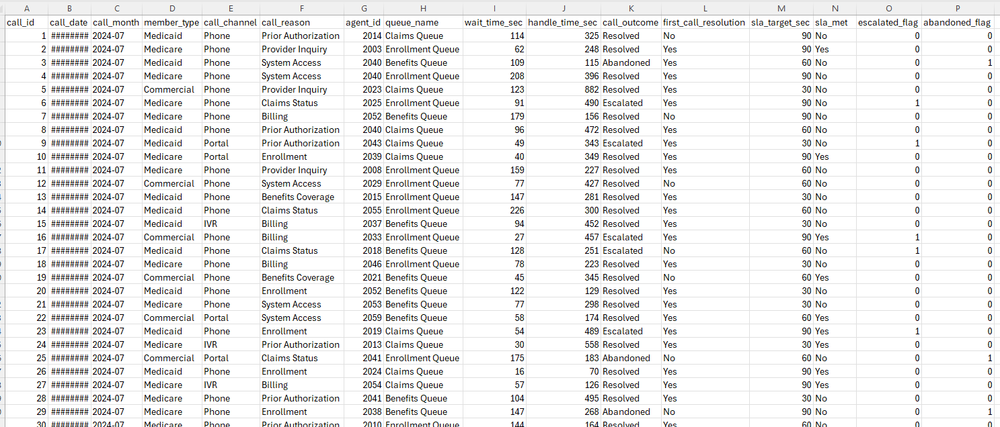 A B C D E F G H I J K L M N O P
call_id call_date call_month member_type call_channel call_reason agent_id queue_name wait_time_sec handle_time_sec call_outcome first_call_resolution sla_target_sec sla_met escalated_flag abandoned_flag
1 ######## 2024-07 Medicaid Phone Prior Authorization 2014 Claims Queue 114 325 Resolved No 90 No 0 0
2 ######## 2024-07 Medicare Phone Provider Inquiry 2003 Enrollment Queue 62 248 Resolved Yes 90 Yes 0 0
3 ######## 2024-07 Medicaid Phone System Access 2040 Benefits Queue 109 115 Abandoned Yes 60 No 0 1
4 ######## 2024-07 Medicare Phone System Access 2040 Enrollment Queue 208 396 Resolved Yes 90 No 0 0
5 ######## 2024-07 Commercial Phone Provider Inquiry 2023 Claims Queue 123 882 Resolved Yes 30 No 0 0
6 ######## 2024-07 Medicare Phone Claims Status 2025 Enrollment Queue 91 490 Escalated Yes 90 No 1 0
7 ######## 2024-07 Medicare Phone Billing 2052 Benefits Queue 179 156 Resolved No 90 No 0 0
8 ######## 2024-07 Medicaid Phone Prior Authorization 2040 Claims Queue 96 472 Resolved Yes 60 No 0 0
9 ######## 2024-07 Medicaid Portal Prior Authorization 2043 Claims Queue 49 343 Escalated Yes 30 No 1 0
10 ######## 2024-07 Medicare Portal Enrollment 2039 Claims Queue 40 349 Resolved Yes 90 Yes 0 0
11 ######## 2024-07 Medicaid Phone Provider Inquiry 2008 Enrollment Queue 159 227 Resolved Yes 60 No 0 0
12 ######## 2024-07 Commercial Phone System Access 2029 Enrollment Queue 77 427 Resolved No 60 No 0 0
13 ######## 2024-07 Medicaid Phone Benefits Coverage 2015 Enrollment Queue 147 281 Resolved Yes 30 No 0 0
14 ######## 2024-07 Medicaid Phone Claims Status 2055 Enrollment Queue 226 300 Resolved Yes 60 No 0 0
15 ######## 2024-07 Medicaid IVR Billing 2037 Benefits Queue 94 452 Resolved Yes 30 No 0 0
16 ######## 2024-07 Commercial Phone Billing 2033 Enrollment Queue 27 457 Escalated Yes 90 Yes 1 0
17 ######## 2024-07 Medicaid Phone Claims Status 2018 Benefits Queue 128 251 Escalated No 60 No 1 0
18 ######## 2024-07 Medicare Phone Billing 2046 Enrollment Queue 78 223 Resolved Yes 30 No 0 0
19 ######## 2024-07 Commercial Phone Benefits Coverage 2021 Benefits Queue 45 345 Resolved No 60 Yes 0 0
20 ######## 2024-07 Medicaid Phone Enrollment 2052 Benefits Queue 122 129 Resolved Yes 30 No 0 0
21 ######## 2024-07 Medicaid Phone System Access 2053 Benefits Queue 77 298 Resolved Yes 30 No 0 0
22 ######## 2024-07 Commercial Portal System Access 2059 Benefits Queue 58 174 Resolved Yes 60 Yes 0 0
23 ######## 2024-07 Medicaid Phone Enrollment 2019 Claims Queue 54 489 Escalated Yes 90 Yes 1 0
24 ######## 2024-07 Medicaid IVR Prior Authorization 2013 Claims Queue 30 558 Resolved Yes 30 Yes 0 0
25 ######## 2024-07 Commercial Portal Claims Status 2041 Enrollment Queue 175 183 Abandoned No 60 No 0 1
26 ######## 2024-07 Medicaid Phone Enrollment 2024 Claims Queue 16 70 Resolved Yes 90 Yes 0 0
27 ######## 2024-07 Medicare IVR Billing 2054 Claims Queue 57 126 Resolved Yes 90 Yes 0 0
28 ######## 2024-07 Medicare Phone Prior Authorization 2041 Benefits Queue 104 495 Resolved Yes 30 No 0 0
29 ######## 2024-07 Medicare Phone Enrollment 2038 Benefits Queue 147 268 Abandoned No 90 No 0 1
30 ######## 2024-07 Medicare Phone Prior Authorization 2010 Enrollment Queue 144 164 Resolved Yes 60 No 0 0